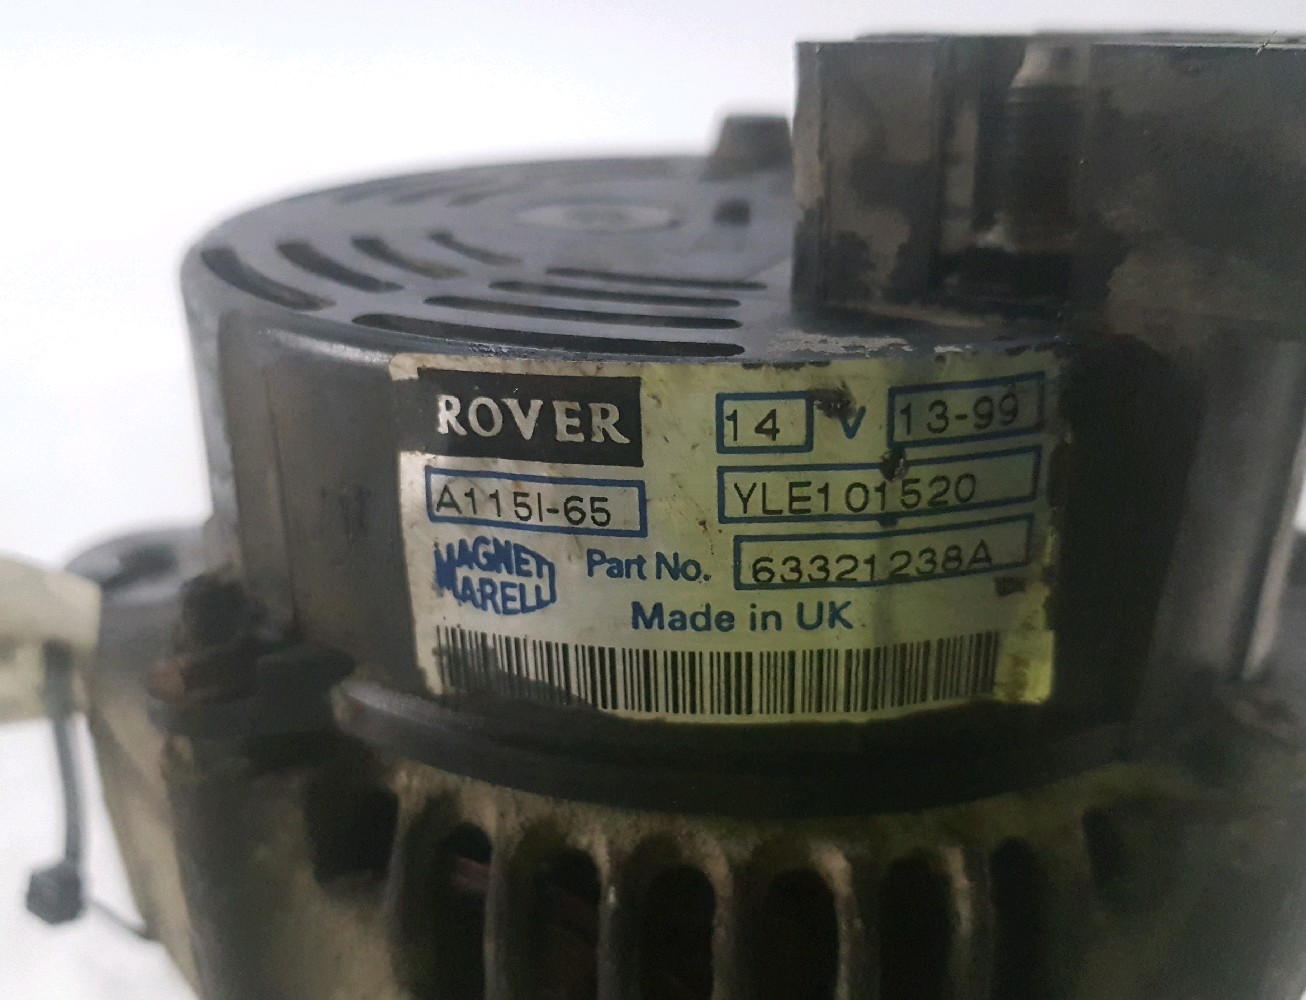 ROVER 14 V 13-99
A115I-65 YLE101520
MAGNETI MARELLI Part No. 63321238A
Made in UK